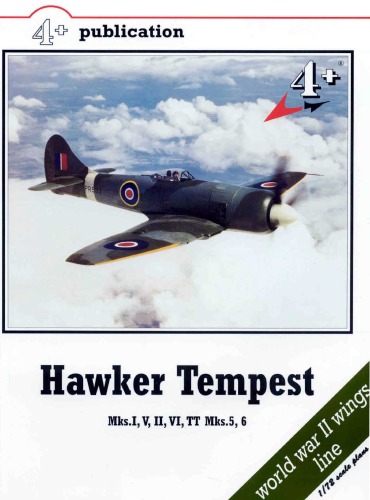 4+ publication
4+®
PR533
Hawker Tempest
Mks.I, V, II, VI, TT Mks.5, 6
world war II wings
line
1/72 scale plans